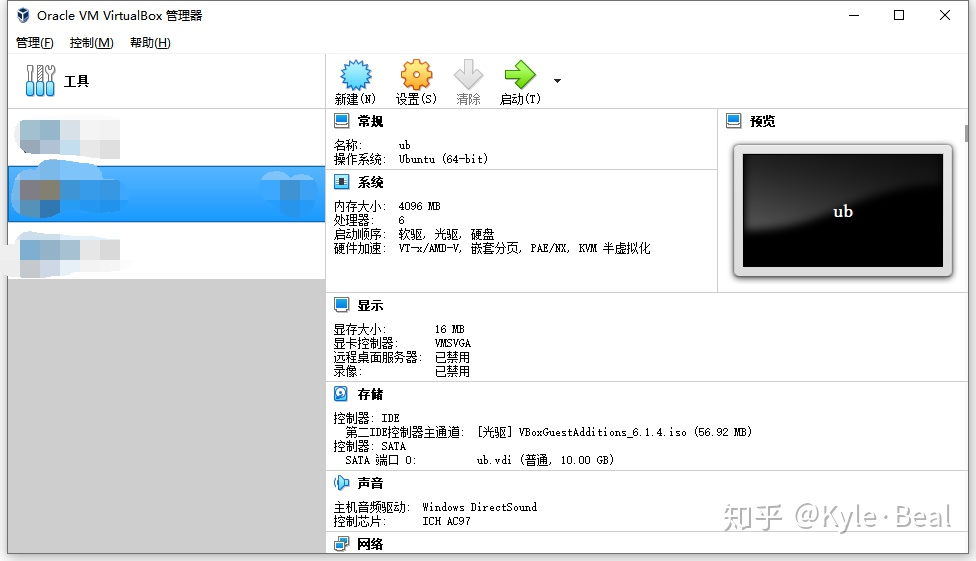 Oracle VM VirtualBox 管理器
管理(F) 控制(M) 帮助(H)
工具
新建(N) 设置(S) 清除 启动(T)
常规
名称: ub
操作系统: Ubuntu (64-bit)
预览
ub
系统
内存大小: 4096 MB
处理器: 6
启动顺序: 软驱, 光驱, 硬盘
硬件加速: VT-x/AMD-V, 嵌套分页, PAE/NX, KVM 半虚拟化
显示
显存大小: 16 MB
显卡控制器: VMSVGA
远程桌面服务器: 已禁用
录像: 已禁用
存储
控制器: IDE
第二IDE控制器主通道: [光驱] VBoxGuestAdditions_6.1.4.iso (56.92 MB)
控制器: SATA
SATA 端口 0: ub.vdi (普通, 10.00 GB)
声音
主机音频驱动: Windows DirectSound
控制芯片: ICH AC97
网络
知乎 @Kyle·Beal